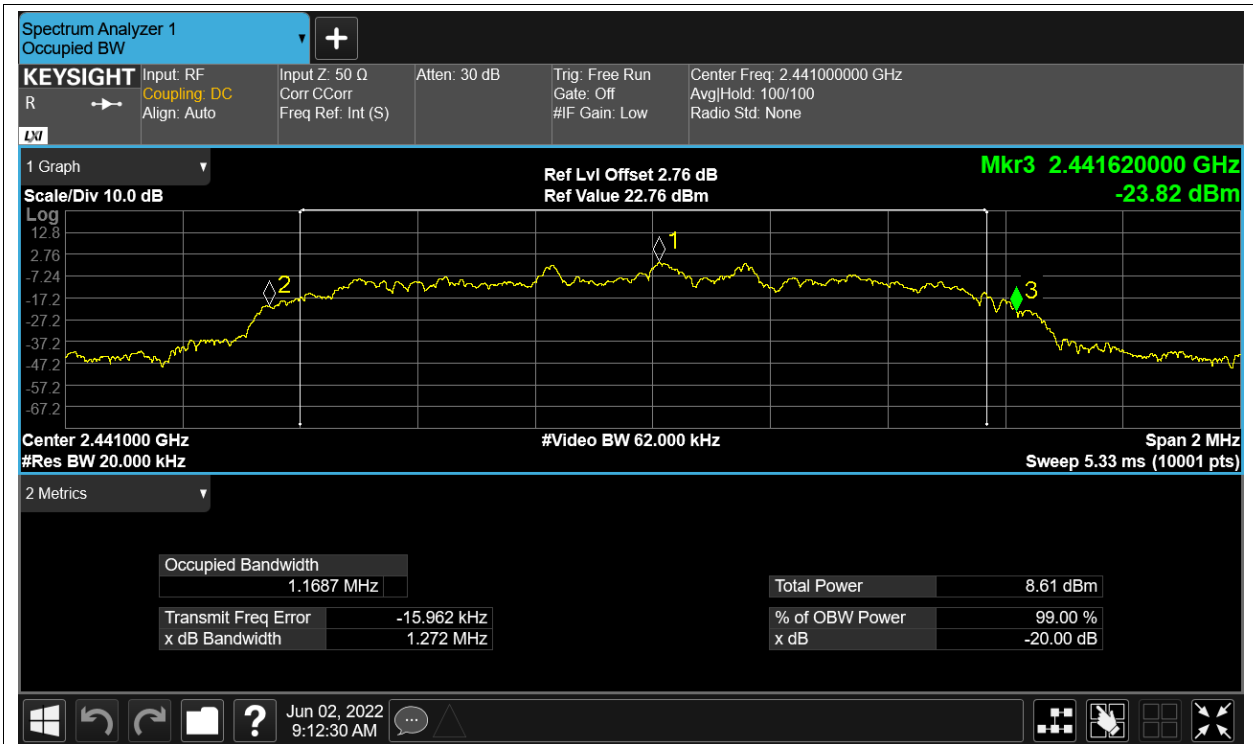 Spectrum Analyzer 1
Occupied BW
KEYSIGHT
R
LXI
Input: RF
Coupling: DC
Align: Auto
Input Z: 50 Ω
Corr CCorr
Freq Ref: Int (S)
Atten: 30 dB
Trig: Free Run
Gate: Off
#IF Gain: Low
Center Freq: 2.441000000 GHz
Avg|Hold: 100/100
Radio Std: None
1 Graph
Scale/Div 10.0 dB
Ref Lvl Offset 2.76 dB
Ref Value 22.76 dBm
Mkr3 2.441620000 GHz
-23.82 dBm
Log
12.8
2.76
-7.24
-17.2
-27.2
-37.2
-47.2
-57.2
-67.2
1
2
3
Center 2.441000 GHz
#Video BW 62.000 kHz
Span 2 MHz
#Res BW 20.000 kHz
Sweep 5.33 ms (10001 pts)
2 Metrics
Occupied Bandwidth
1.1687 MHz
Transmit Freq Error -15.962 kHz
x dB Bandwidth 1.272 MHz
Total Power 8.61 dBm
% of OBW Power 99.00 %
x dB -20.00 dB
?
Jun 02, 2022
9:12:30 AM